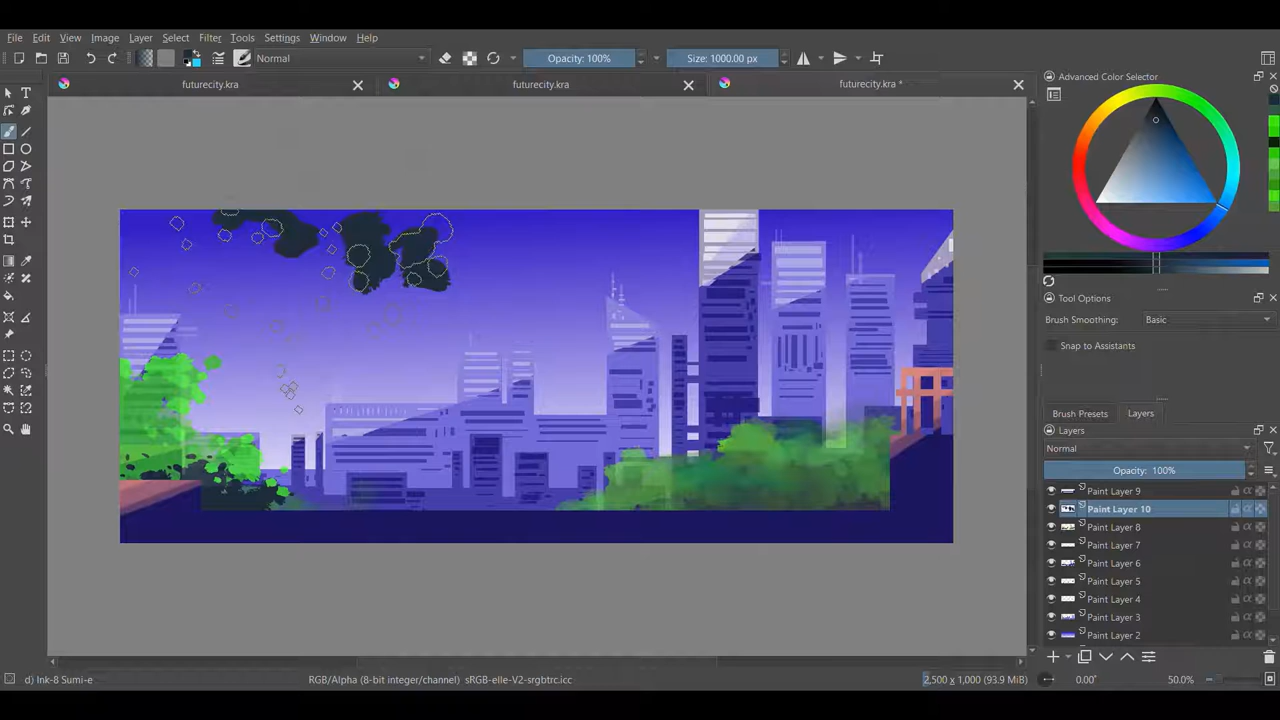 File Edit View Image Layer Select Filter Tools Settings Window Help
Normal Opacity: 100% Size: 1000.00 px
futurecity.kra futurecity.kra futurecity.kra *
Advanced Color Selector
Tool Options
Brush Smoothing: Basic
Snap to Assistants
Brush Presets Layers
Layers
Normal
Opacity: 100%
Paint Layer 9
Paint Layer 10
Paint Layer 8
Paint Layer 7
Paint Layer 6
Paint Layer 5
Paint Layer 4
Paint Layer 3
Paint Layer 2
d) Ink-8 Sumi-e RGB/Alpha (8-bit integer/channel) sRGB-elle-V2-srgbtrc.icc 2,500 x 1,000 (93.9 MiB) 0.00° 50.0%